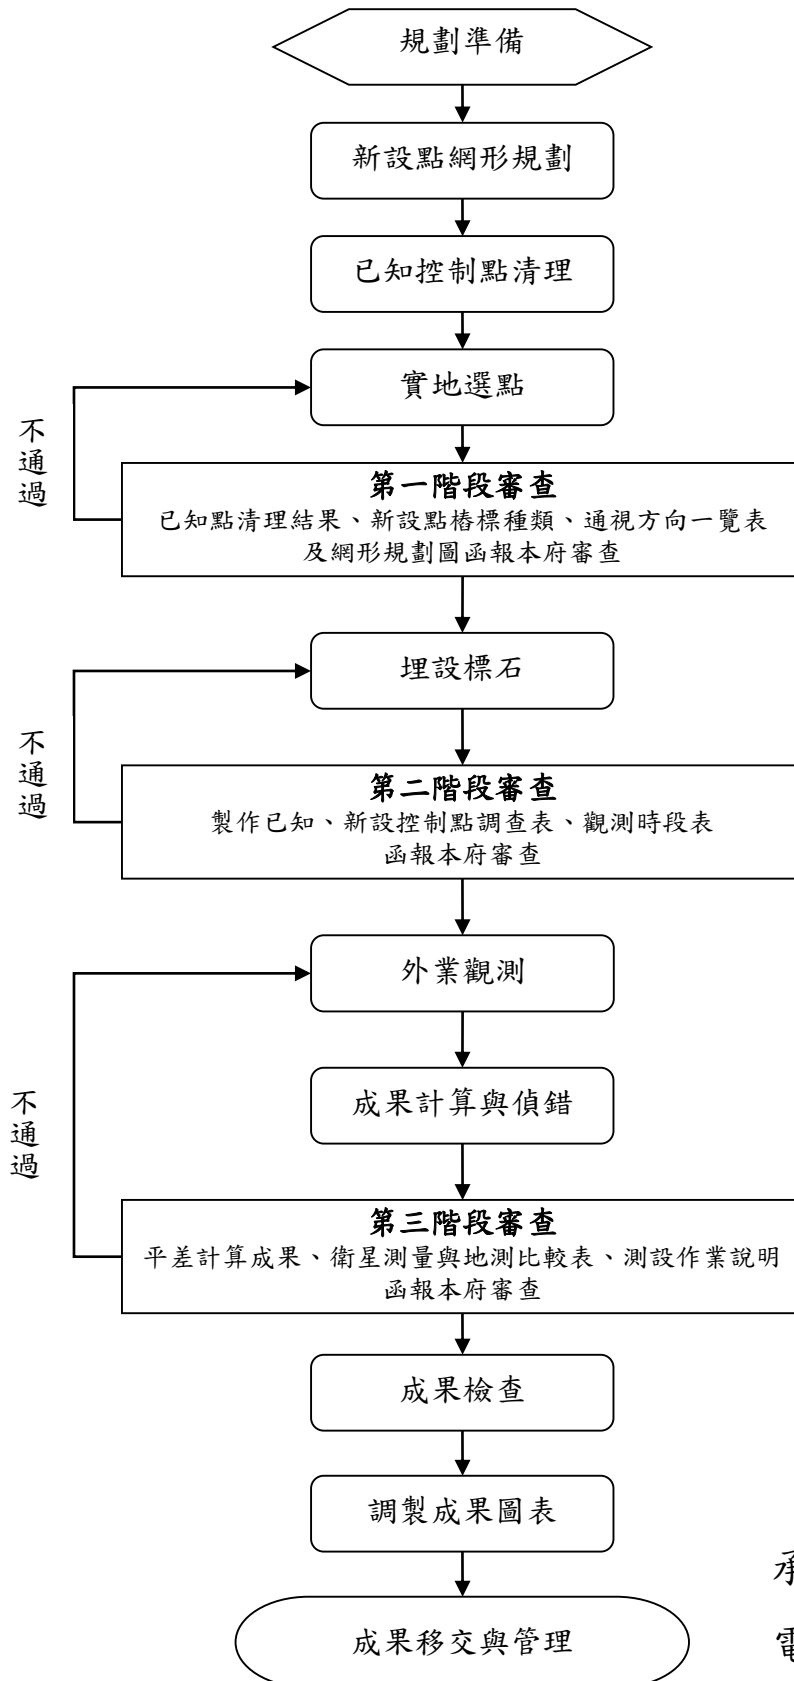 規劃準備
新設點網形規劃
已知控制點清理
實地選點
不通過
第一階段審查
已知點清理結果、新設點樁標種類、通視方向一覽表
及網形規劃圖函報本府審查
埋設標石
不通過
第二階段審查
製作已知、新設控制點調查表、觀測時段表
函報本府審查
外業觀測
成果計算與偵錯
不通過
第三階段審查
平差計算成果、衛星測量與地測比較表、測設作業說明
函報本府審查
成果檢查
調製成果圖表
承
成果移交與管理
電